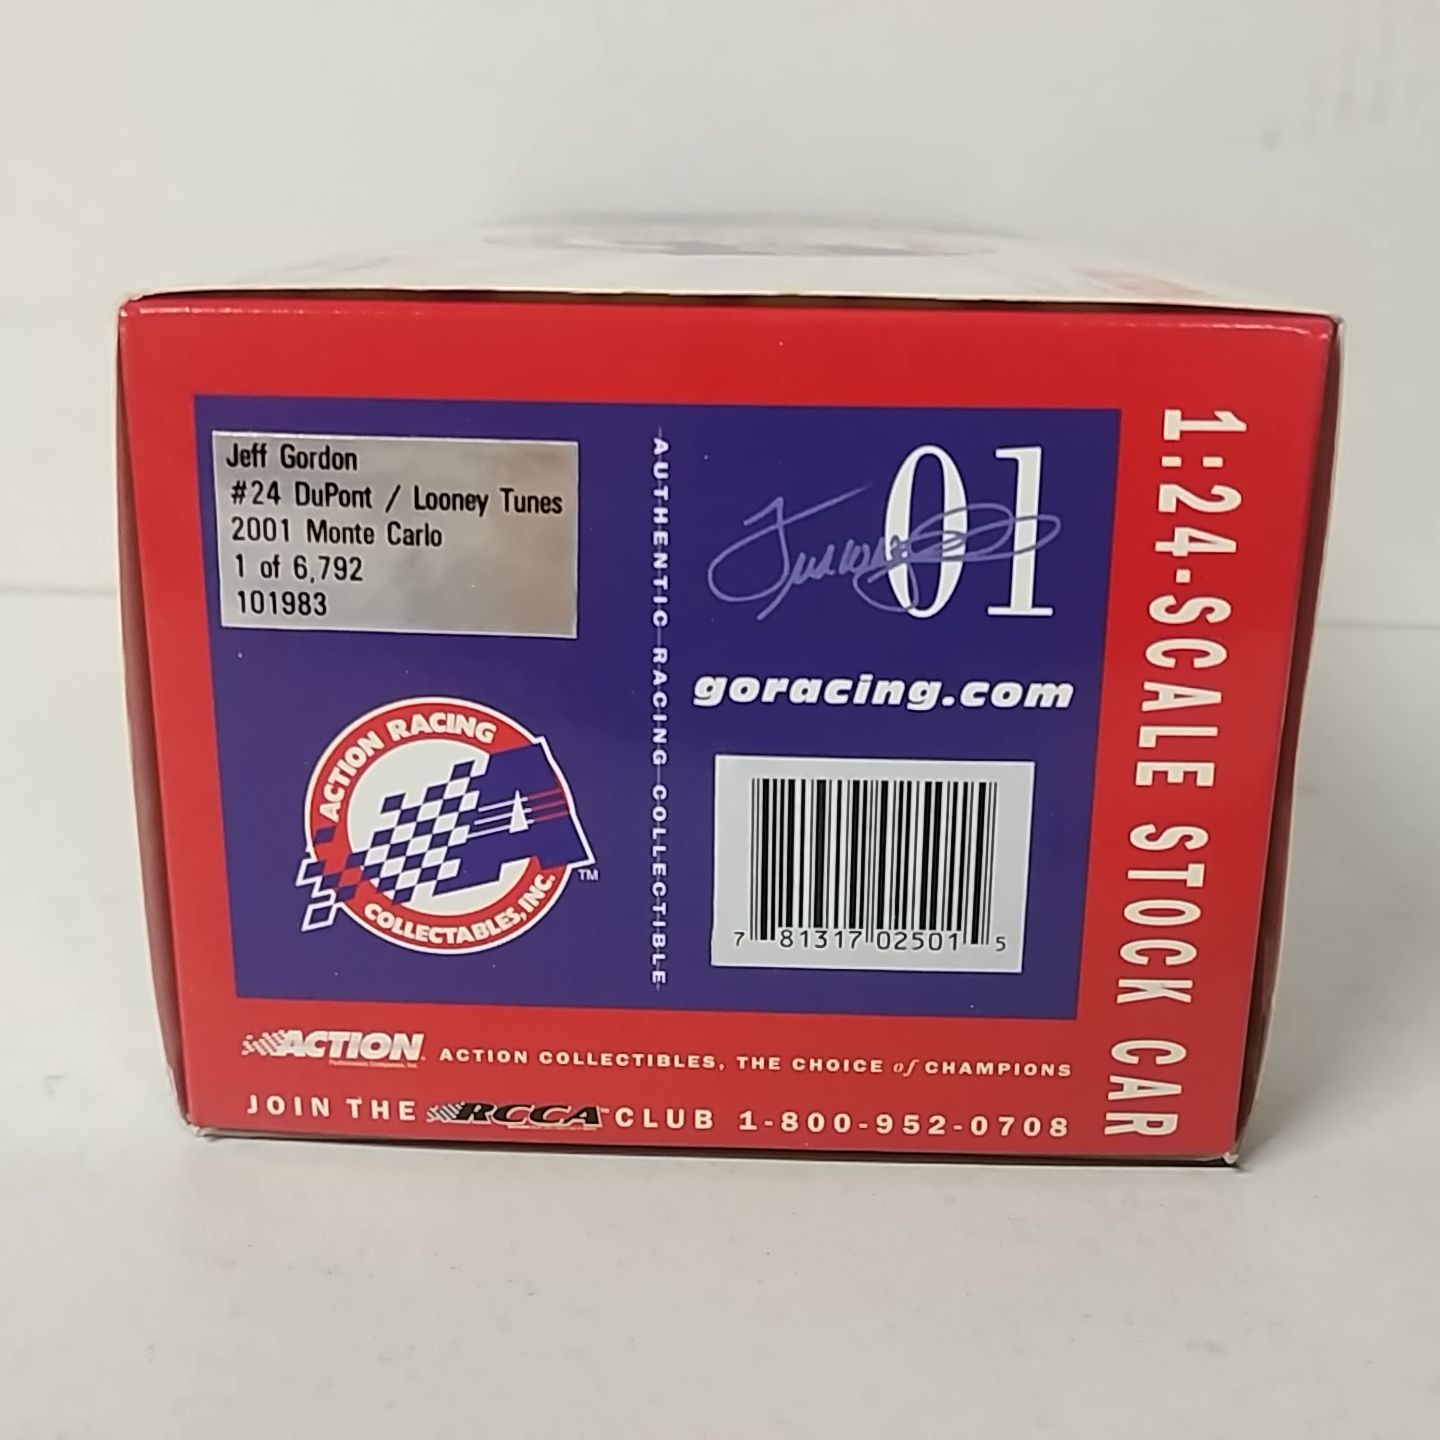 Jeff Gordon
#24 DuPont / Looney Tunes
2001 Monte Carlo
1 of 6,792
101983
AUTHENTIC RACING COLLECTIBLE
01
goracing.com
ACTION RACING
COLLECTABLES, INC.
TM
7 81317 02501 5
1:24-SCALE STOCK CAR
ACTION
ACTION COLLECTIBLES, THE CHOICE of CHAMPIONS
JOIN THE RCCA CLUB 1-800-952-0708